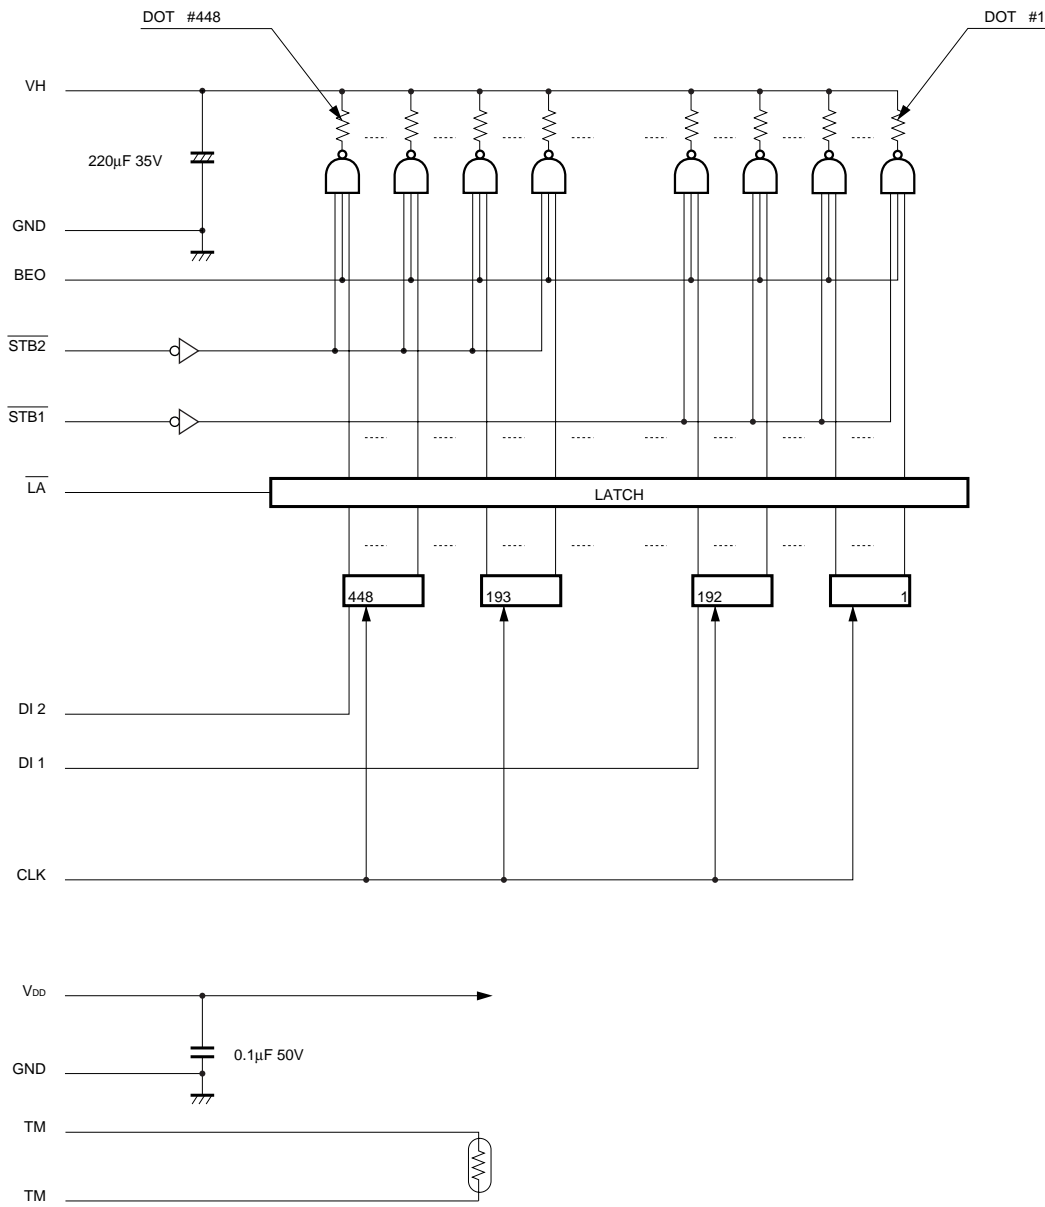 DOT #448
DOT #1
VH
220μF 35V
GND
BEO
STB2
STB1
LA
LATCH
448
193
192
1
DI 2
DI 1
CLK
VDD
0.1μF 50V
GND
TM
TM